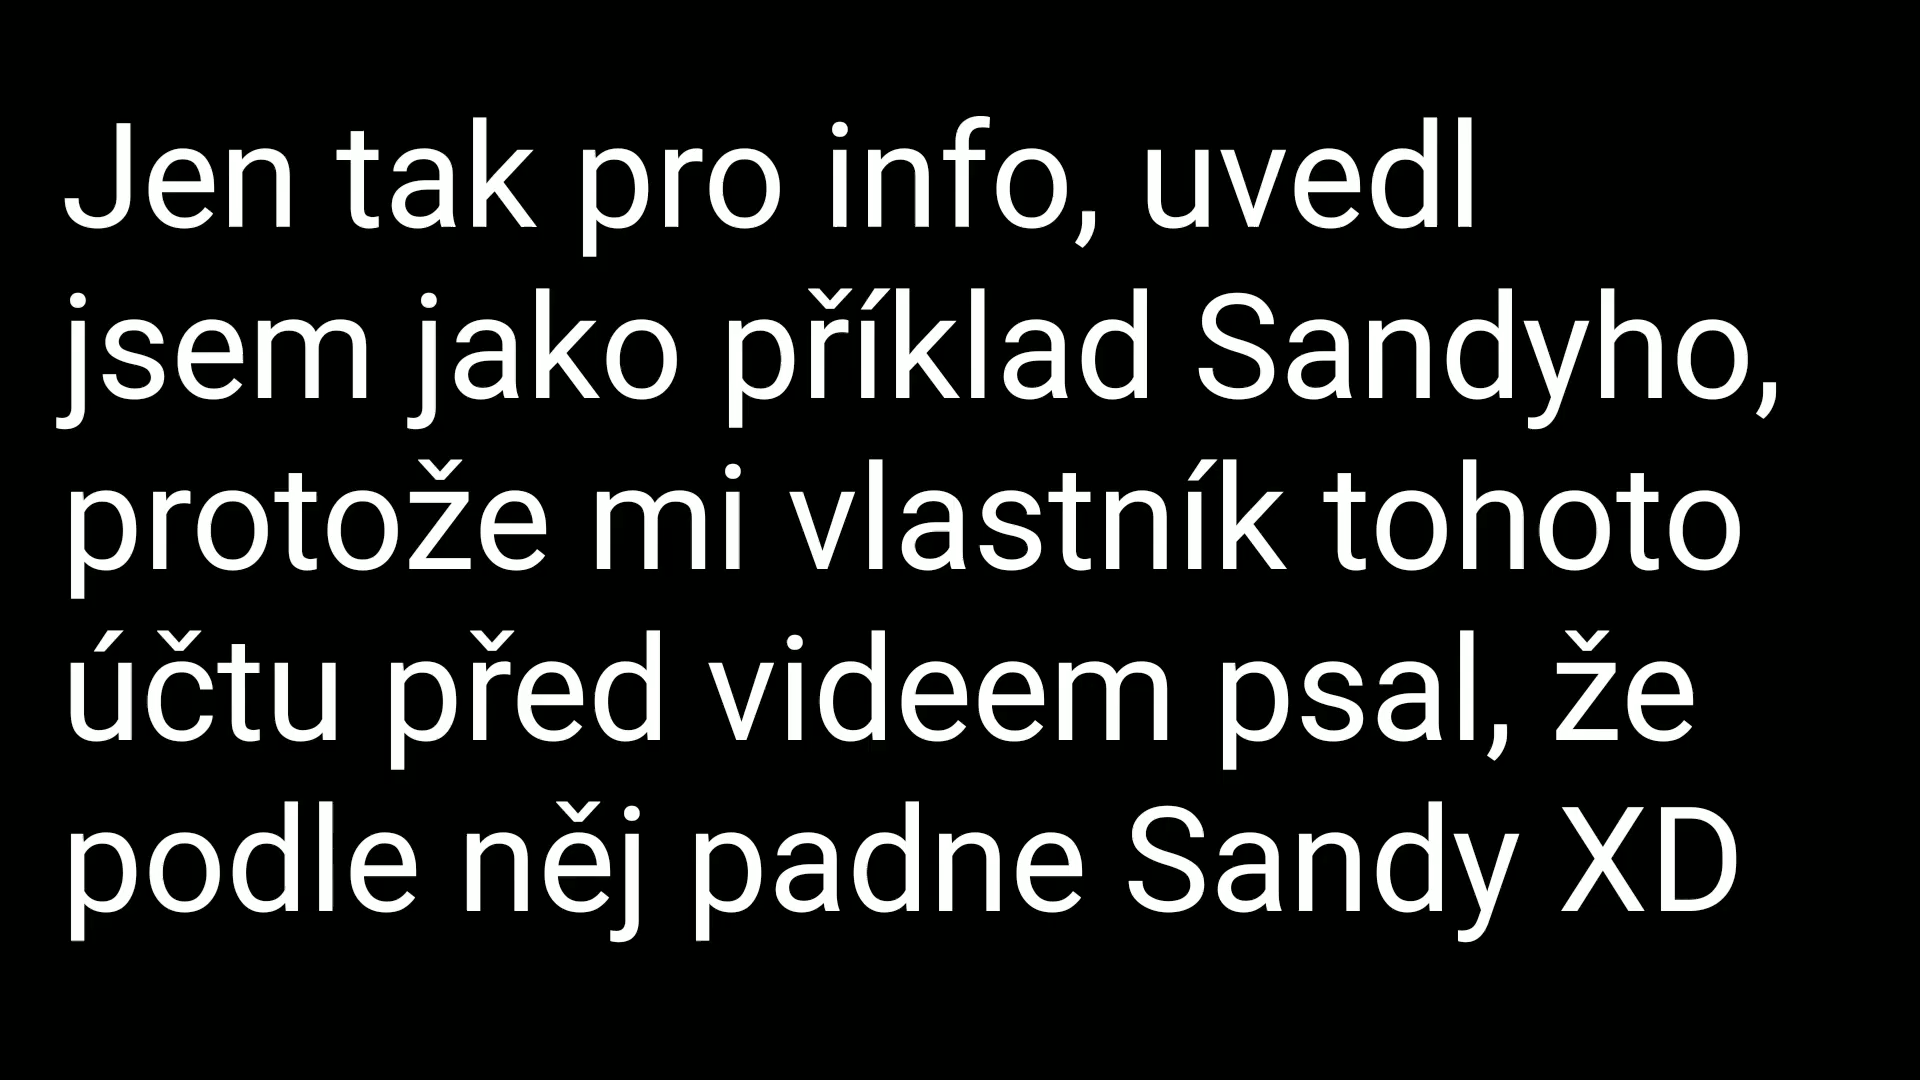 Jen tak pro info, uvedl
jsem jako příklad Sandyho,
protože mi vlastník tohoto
účtu před videem psal, že
podle něj padne Sandy XD